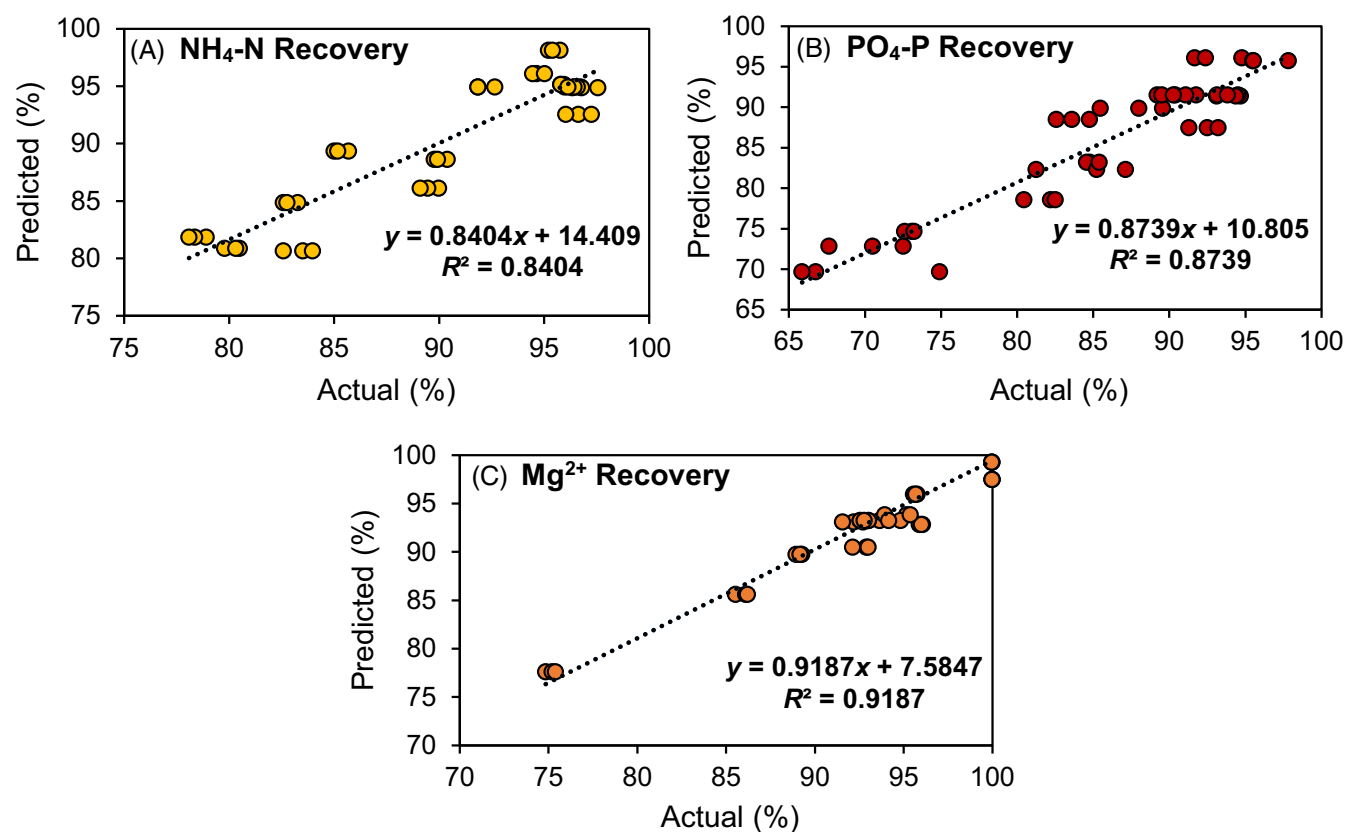 (A) NH₄-N Recovery
100
95
90
85
80
75
Predicted (%)
y = 0.8404x + 14.409
R² = 0.8404
75 80 85 90 95 100
Actual (%)
(B) PO₄-P Recovery
100
95
90
85
80
75
70
65
Predicted (%)
y = 0.8739x + 10.805
R² = 0.8739
65 70 75 80 85 90 95 100
Actual (%)
(C) Mg²⁺ Recovery
100
95
90
85
80
75
70
Predicted (%)
y = 0.9187x + 7.5847
R² = 0.9187
70 75 80 85 90 95 100
Actual (%)